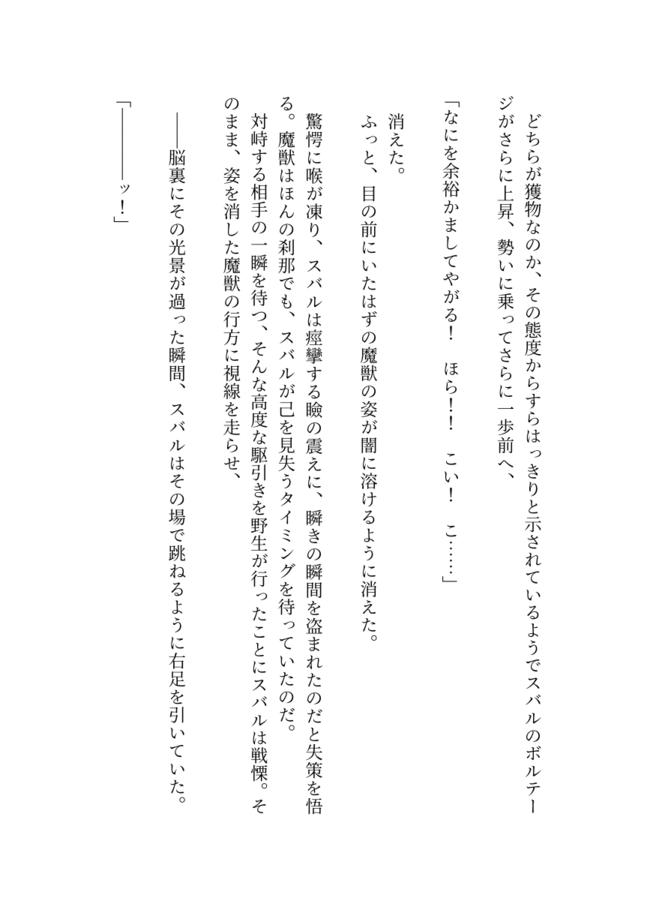 どちらが獲物なのか、その態度からすらはっきりと示されているようでスバルのボルテー
ジがさらに上昇、勢いに乗ってさらに一歩前へ、
「なにを余裕かましてやがる！　ほら！！　こい！　こ……」
消えた。
ふっと、目の前にいたはずの魔獣の姿が闇に溶けるように消えた。
驚愕に喉が凍り、スバルは痙攣する瞼の震えに、瞬きの瞬間を盗まれたのだと失策を悟
る。魔獣はほんの刹那でも、スバルが己を見失うタイミングを待っていたのだ。
対峙する相手の一瞬を待つ、そんな高度な駆引きを野生が行ったことにスバルは戦慄。そ
のまま、姿を消した魔獣の行方に視線を走らせ、
――脳裏にその光景が過った瞬間、スバルはその場で跳ねるように右足を引いていた。
「――――ッ！」